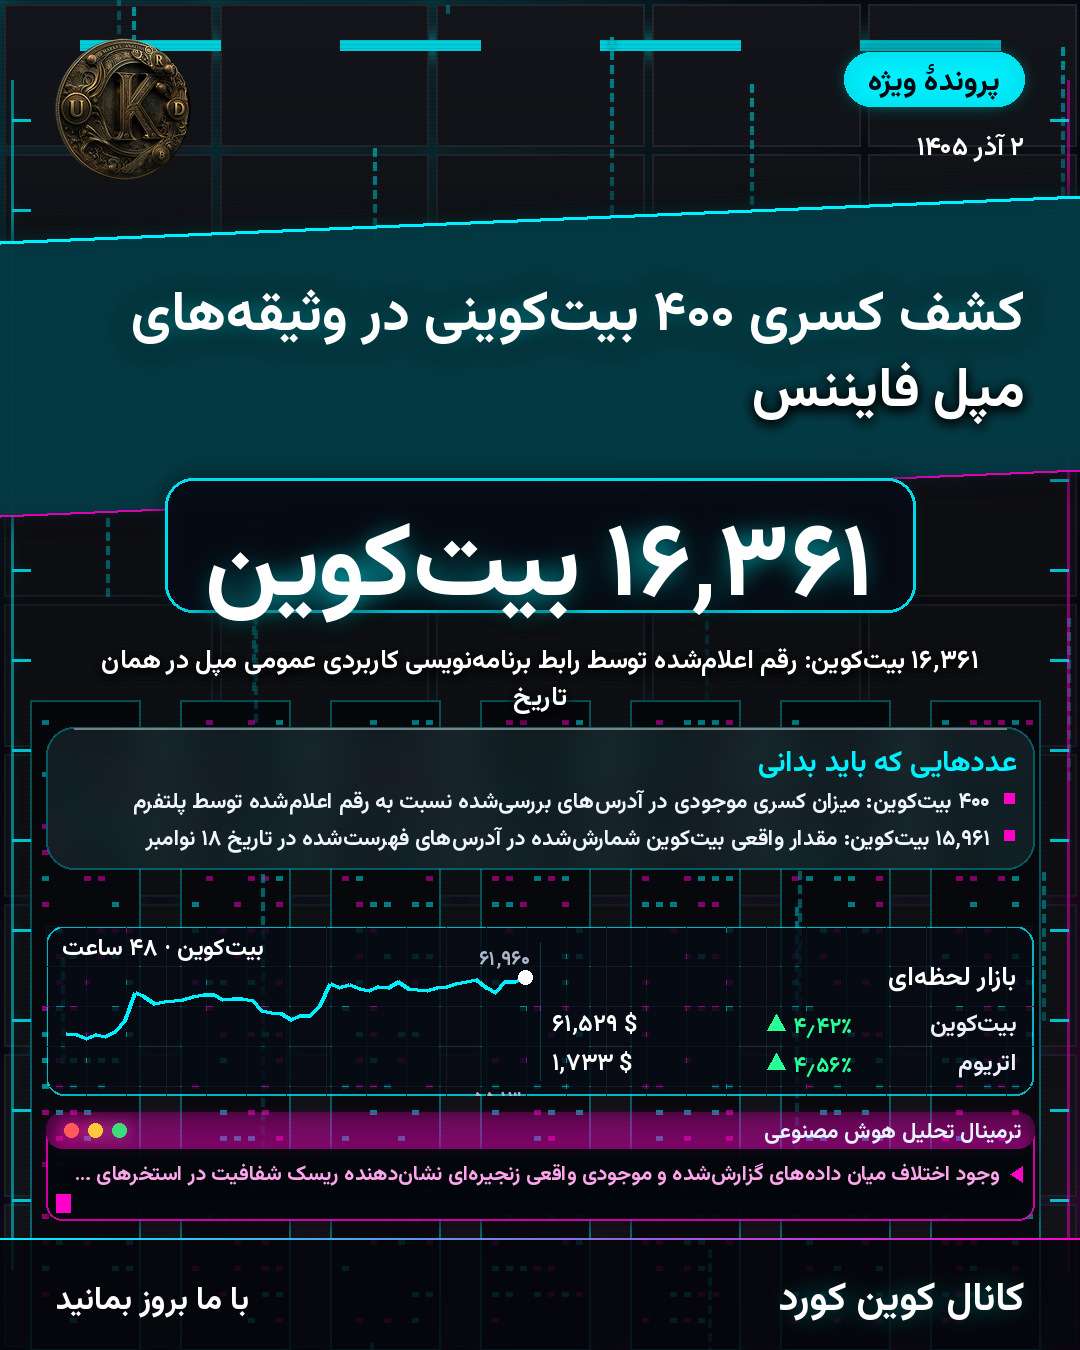 پروندهٔ ویژه
۲ آذر ۱۴۰۵
U K D R B
کشف کسری ۴۰۰ بیت‌کوینی در وثیقه‌های
مپل فایننس
۱۶,۳۶۱ بیت‌کوین
۱۶,۳۶۱ بیت‌کوین: رقم اعلام‌شده توسط رابط برنامه‌نویسی کاربردی عمومی مپل در همان
تاریخ
عددهایی که باید بدانی
۴۰۰ بیت‌کوین: میزان کسری موجودی در آدرس‌های بررسی‌شده نسبت به رقم اعلام‌شده توسط پلتفرم
۱۵,۹۶۱ بیت‌کوین: مقدار واقعی بیت‌کوین شمارش‌شده در آدرس‌های فهرست‌شده در تاریخ ۱۸ نوامبر
بیت‌کوین · ۴۸ ساعت
۶۱,۹۶۰
بازار لحظه‌ای
بیت‌کوین ▲ ۴٫۴۲٪ ۶۱,۵۲۹ $
اتریوم ▲ ۴٫۵۶٪ ۱,۷۳۳ $
ترمینال تحلیل هوش مصنوعی
◀ وجود اختلاف میان داده‌های گزارش‌شده و موجودی واقعی زنجیره‌ای نشان‌دهنده ریسک شفافیت در استخرهای ...
کانال کوین کورد
با ما بروز بمانید